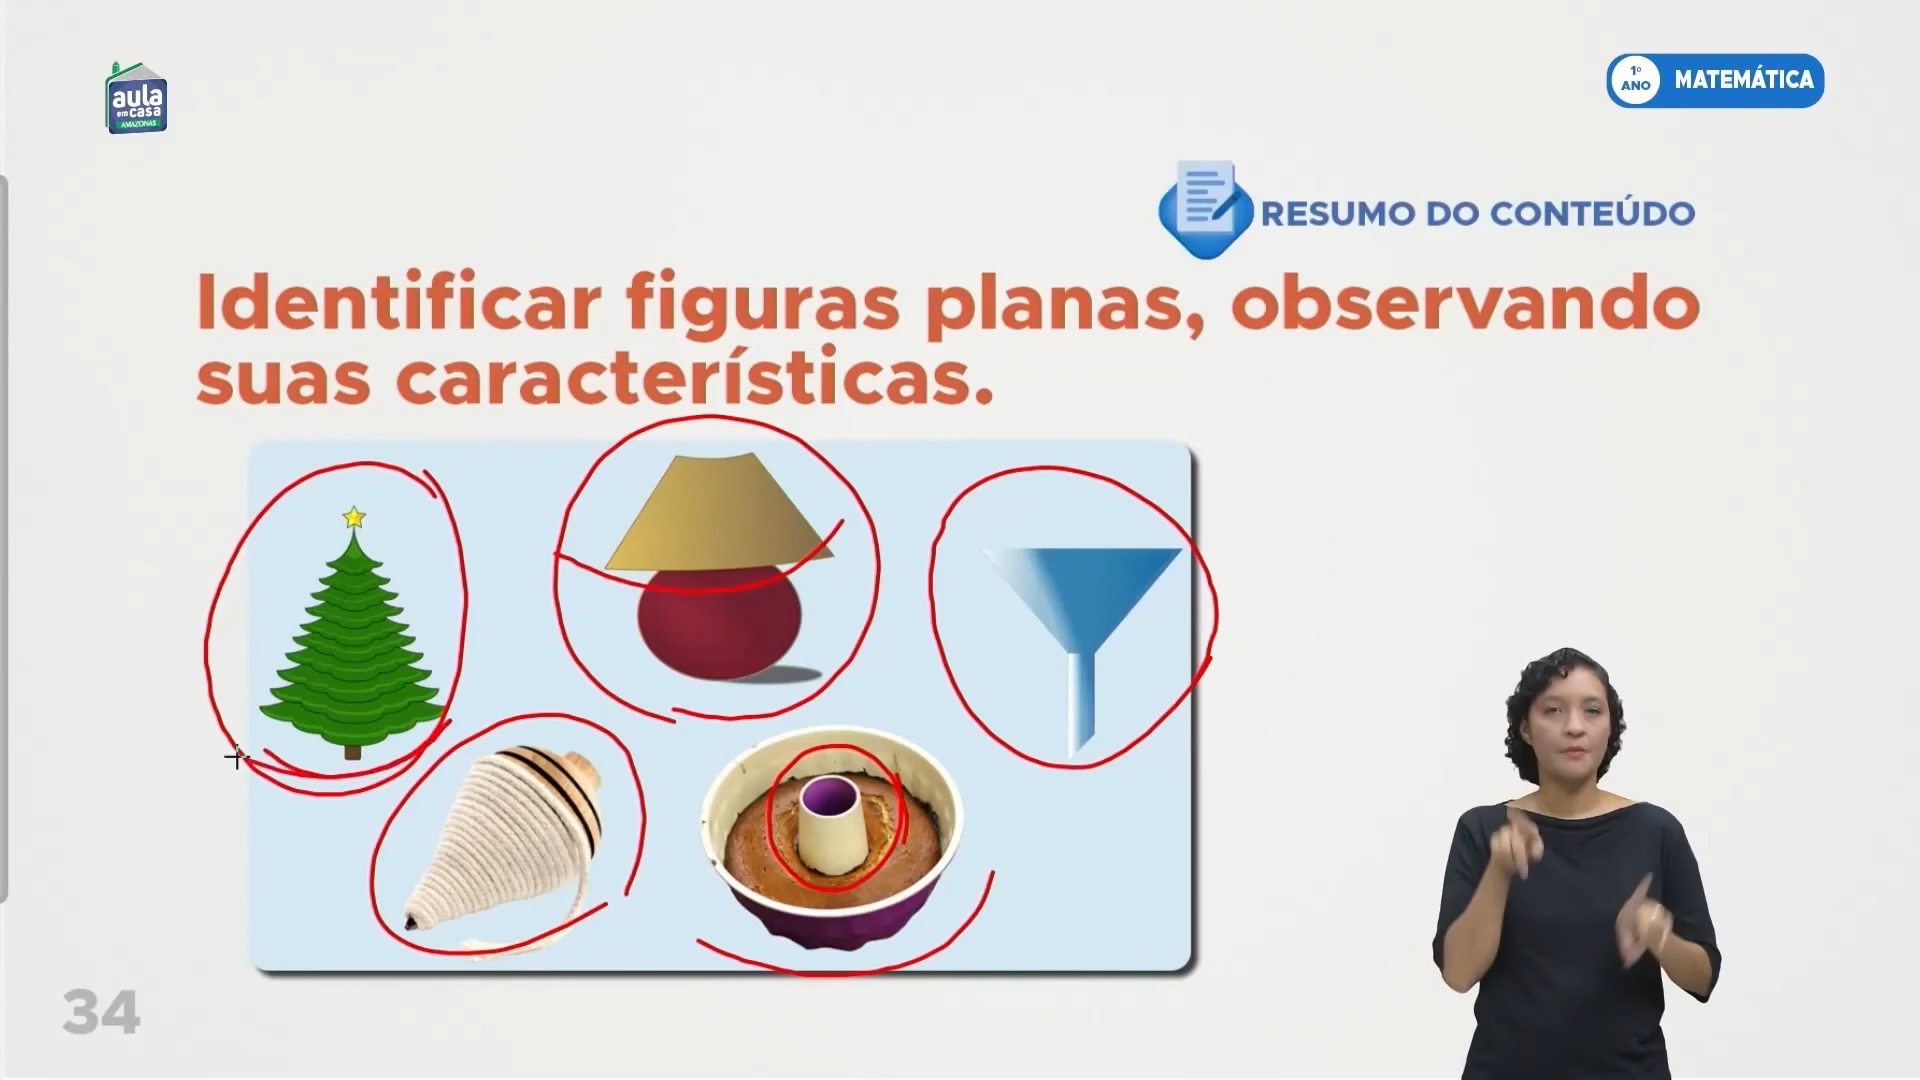 aula
em casa
AMAZONAS
1º
ANO
MATEMÁTICA
RESUMO DO CONTEÚDO
Identificar figuras planas, observando
suas características.
34